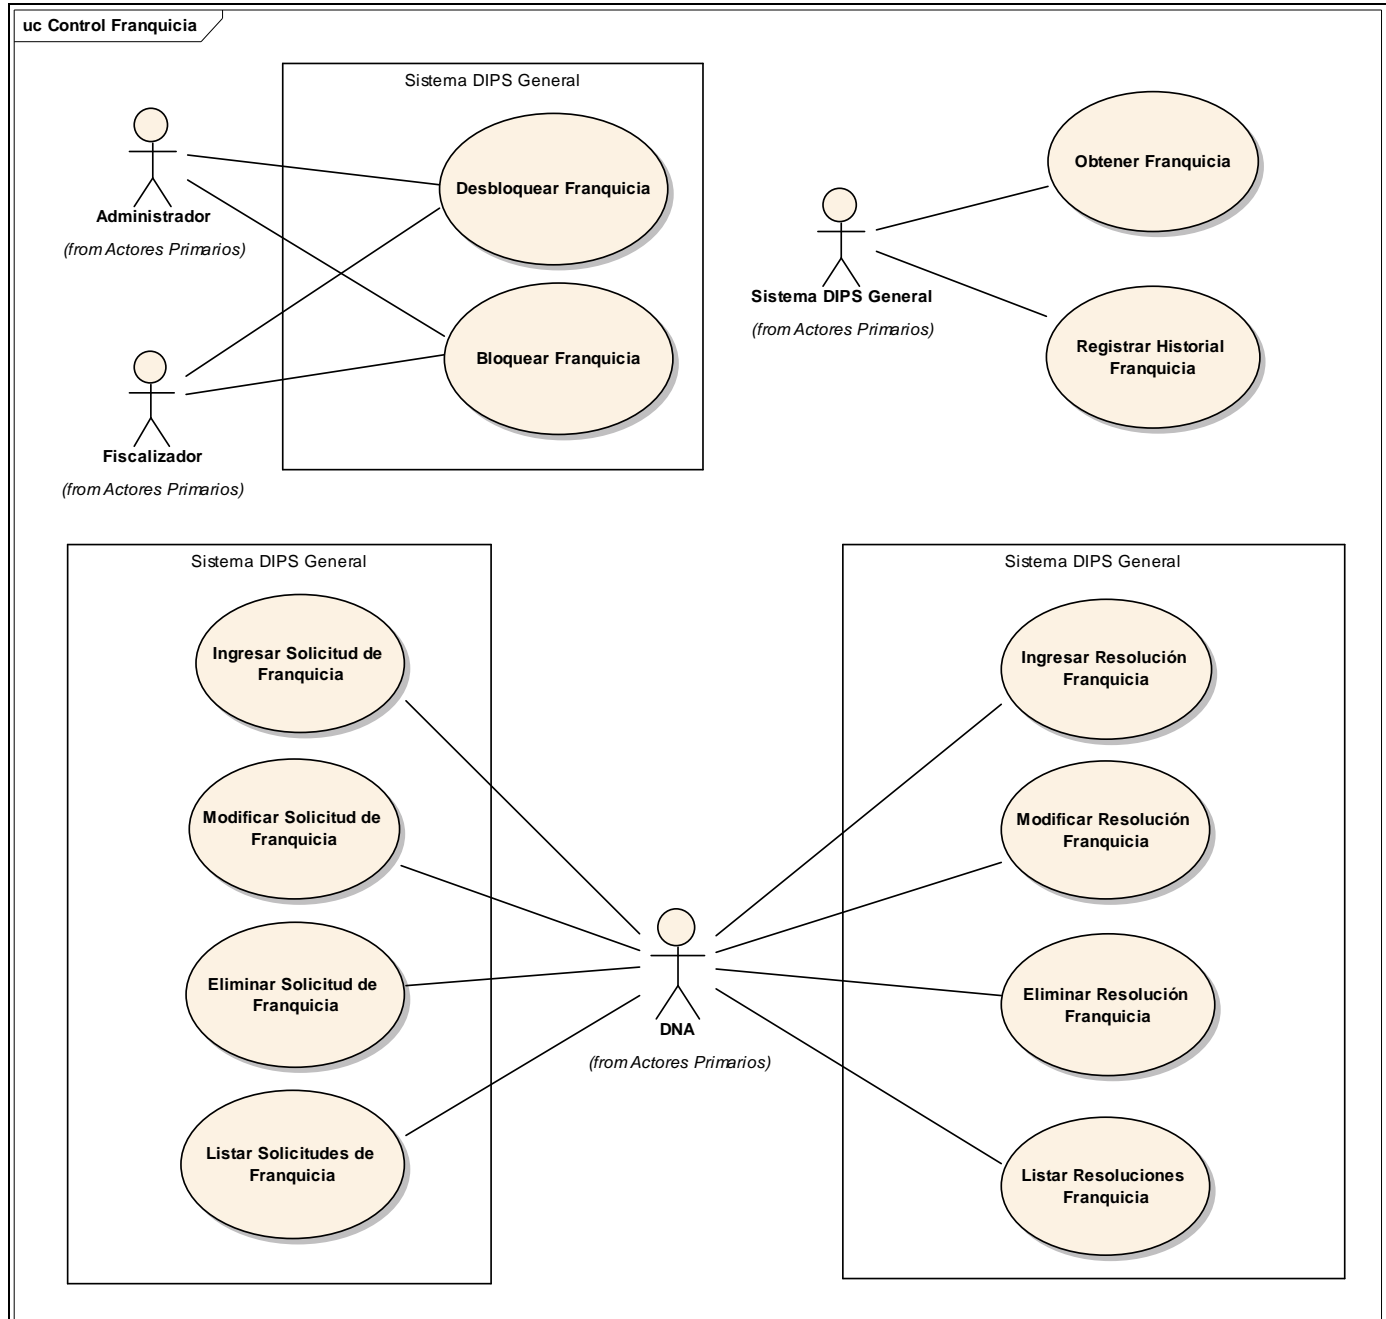 uc Control Franquicia
Sistema DIPS General
Desbloquear Franquicia
Administrador
(from Actores Primarios)
Bloquear Franquicia
Fiscalizador
(from Actores Primarios)
Obtener Franquicia
Sistema DIPS General
(from Actores Primarios)
Registrar Historial
Franquicia
Sistema DIPS General
Ingresar Solicitud de
Franquicia
Modificar Solicitud de
Franquicia
Eliminar Solicitud de
Franquicia
Listar Solicitudes de
Franquicia
DNA
(from Actores Primarios)
Sistema DIPS General
Ingresar Resolución
Franquicia
Modificar Resolución
Franquicia
Eliminar Resolución
Franquicia
Listar Resoluciones
Franquicia